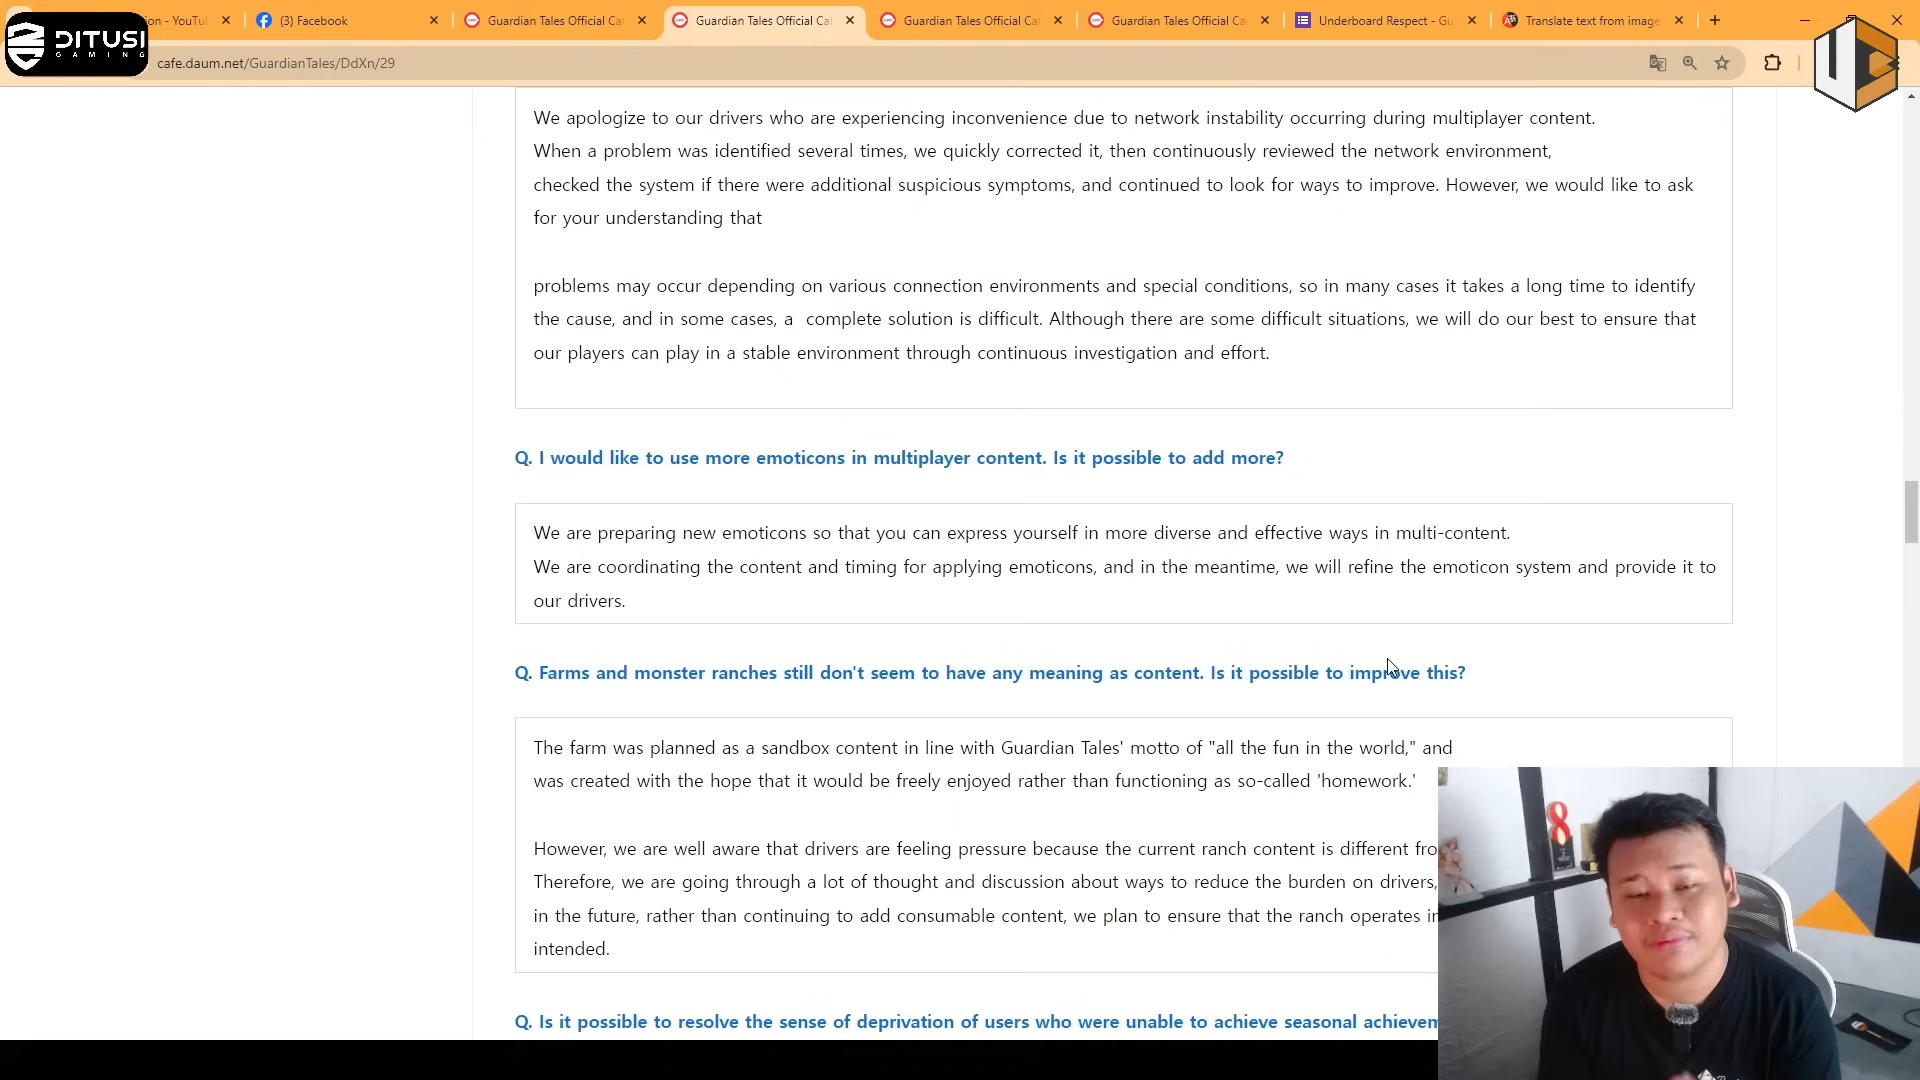 DITUSI
GAMING
ion - YouTu
(3) Facebook
Guardian Tales Official Caf
Guardian Tales Official Caf
Guardian Tales Official Ca
Guardian Tales Official Ca
Underboard Respect - Gu
Translate text from image
cafe.daum.net/GuardianTales/DdXn/29
We apologize to our drivers who are experiencing inconvenience due to network instability occurring during multiplayer content.
When a problem was identified several times, we quickly corrected it, then continuously reviewed the network environment,
checked the system if there were additional suspicious symptoms, and continued to look for ways to improve. However, we would like to ask
for your understanding that
problems may occur depending on various connection environments and special conditions, so in many cases it takes a long time to identify
the cause, and in some cases, a complete solution is difficult. Although there are some difficult situations, we will do our best to ensure that
our players can play in a stable environment through continuous investigation and effort.
Q. I would like to use more emoticons in multiplayer content. Is it possible to add more?
We are preparing new emoticons so that you can express yourself in more diverse and effective ways in multi-content.
We are coordinating the content and timing for applying emoticons, and in the meantime, we will refine the emoticon system and provide it to
our drivers.
Q. Farms and monster ranches still don't seem to have any meaning as content. Is it possible to improve this?
The farm was planned as a sandbox content in line with Guardian Tales' motto of "all the fun in the world," and
was created with the hope that it would be freely enjoyed rather than functioning as so-called 'homework.'
However, we are well aware that drivers are feeling pressure because the current ranch content is different fro
Therefore, we are going through a lot of thought and discussion about ways to reduce the burden on drivers,
in the future, rather than continuing to add consumable content, we plan to ensure that the ranch operates in
intended.
Q. Is it possible to resolve the sense of deprivation of users who were unable to achieve seasonal achievem